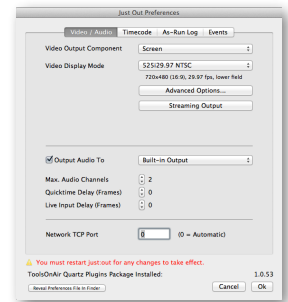 Just Out Preferences
Video / Audio Timecode As-Run Log Events
Video Output Component Screen
Video Display Mode 525i29.97 NTSC
720x480 (16:9), 29.97 fps, lower field
Advanced Options...
Streaming Output
Output Audio To Built-in Output
Max. Audio Channels 2
Quicktime Delay (Frames) 0
Live Input Delay (Frames) 0
Network TCP Port 0 (0 = Automatic)
You must restart just:out for any changes to take effect.
ToolsOnAir Quartz Plugins Package Installed: 1.0.53
Reveal Preferences File In Finder Cancel Ok